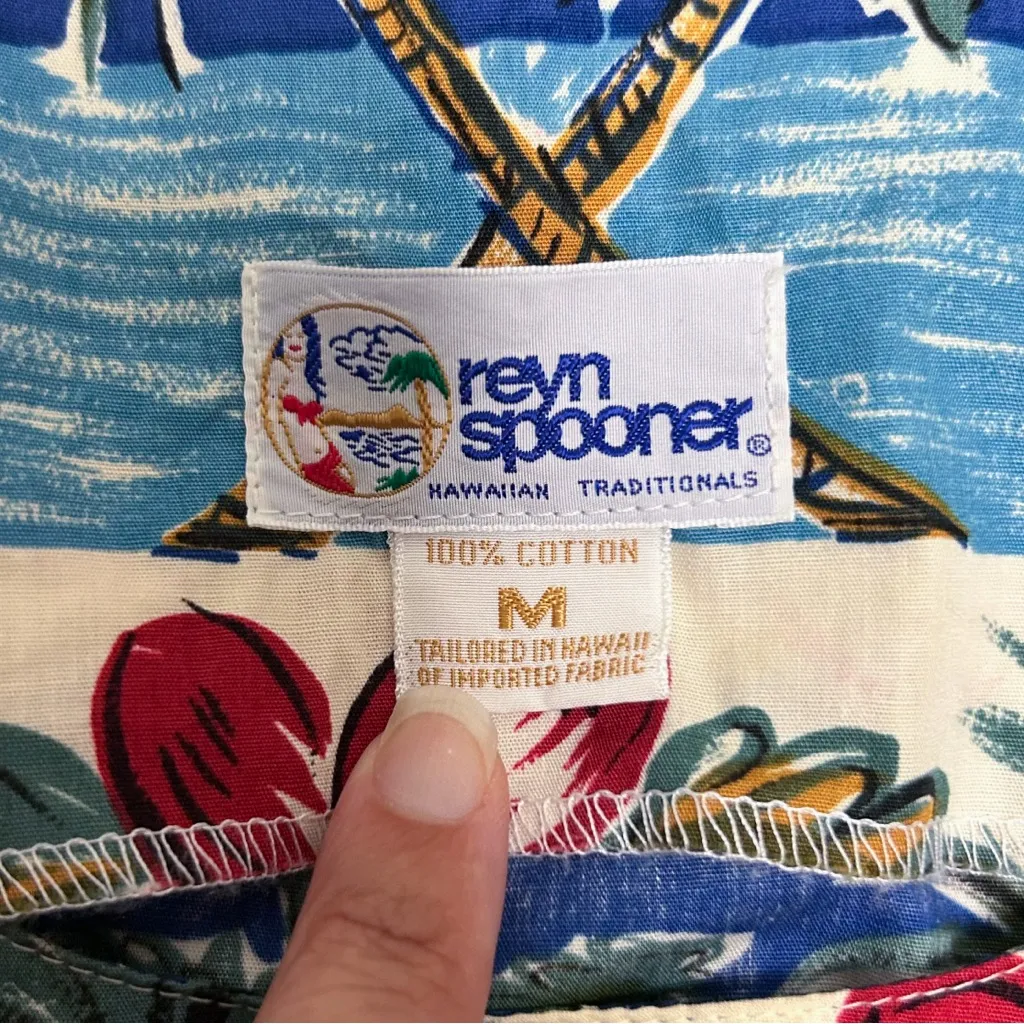 reyn
spooner®
HAWAIIAN TRADITIONALS
100% COTTON
M
TAILORED IN HAWAII
OF IMPORTED FABRIC